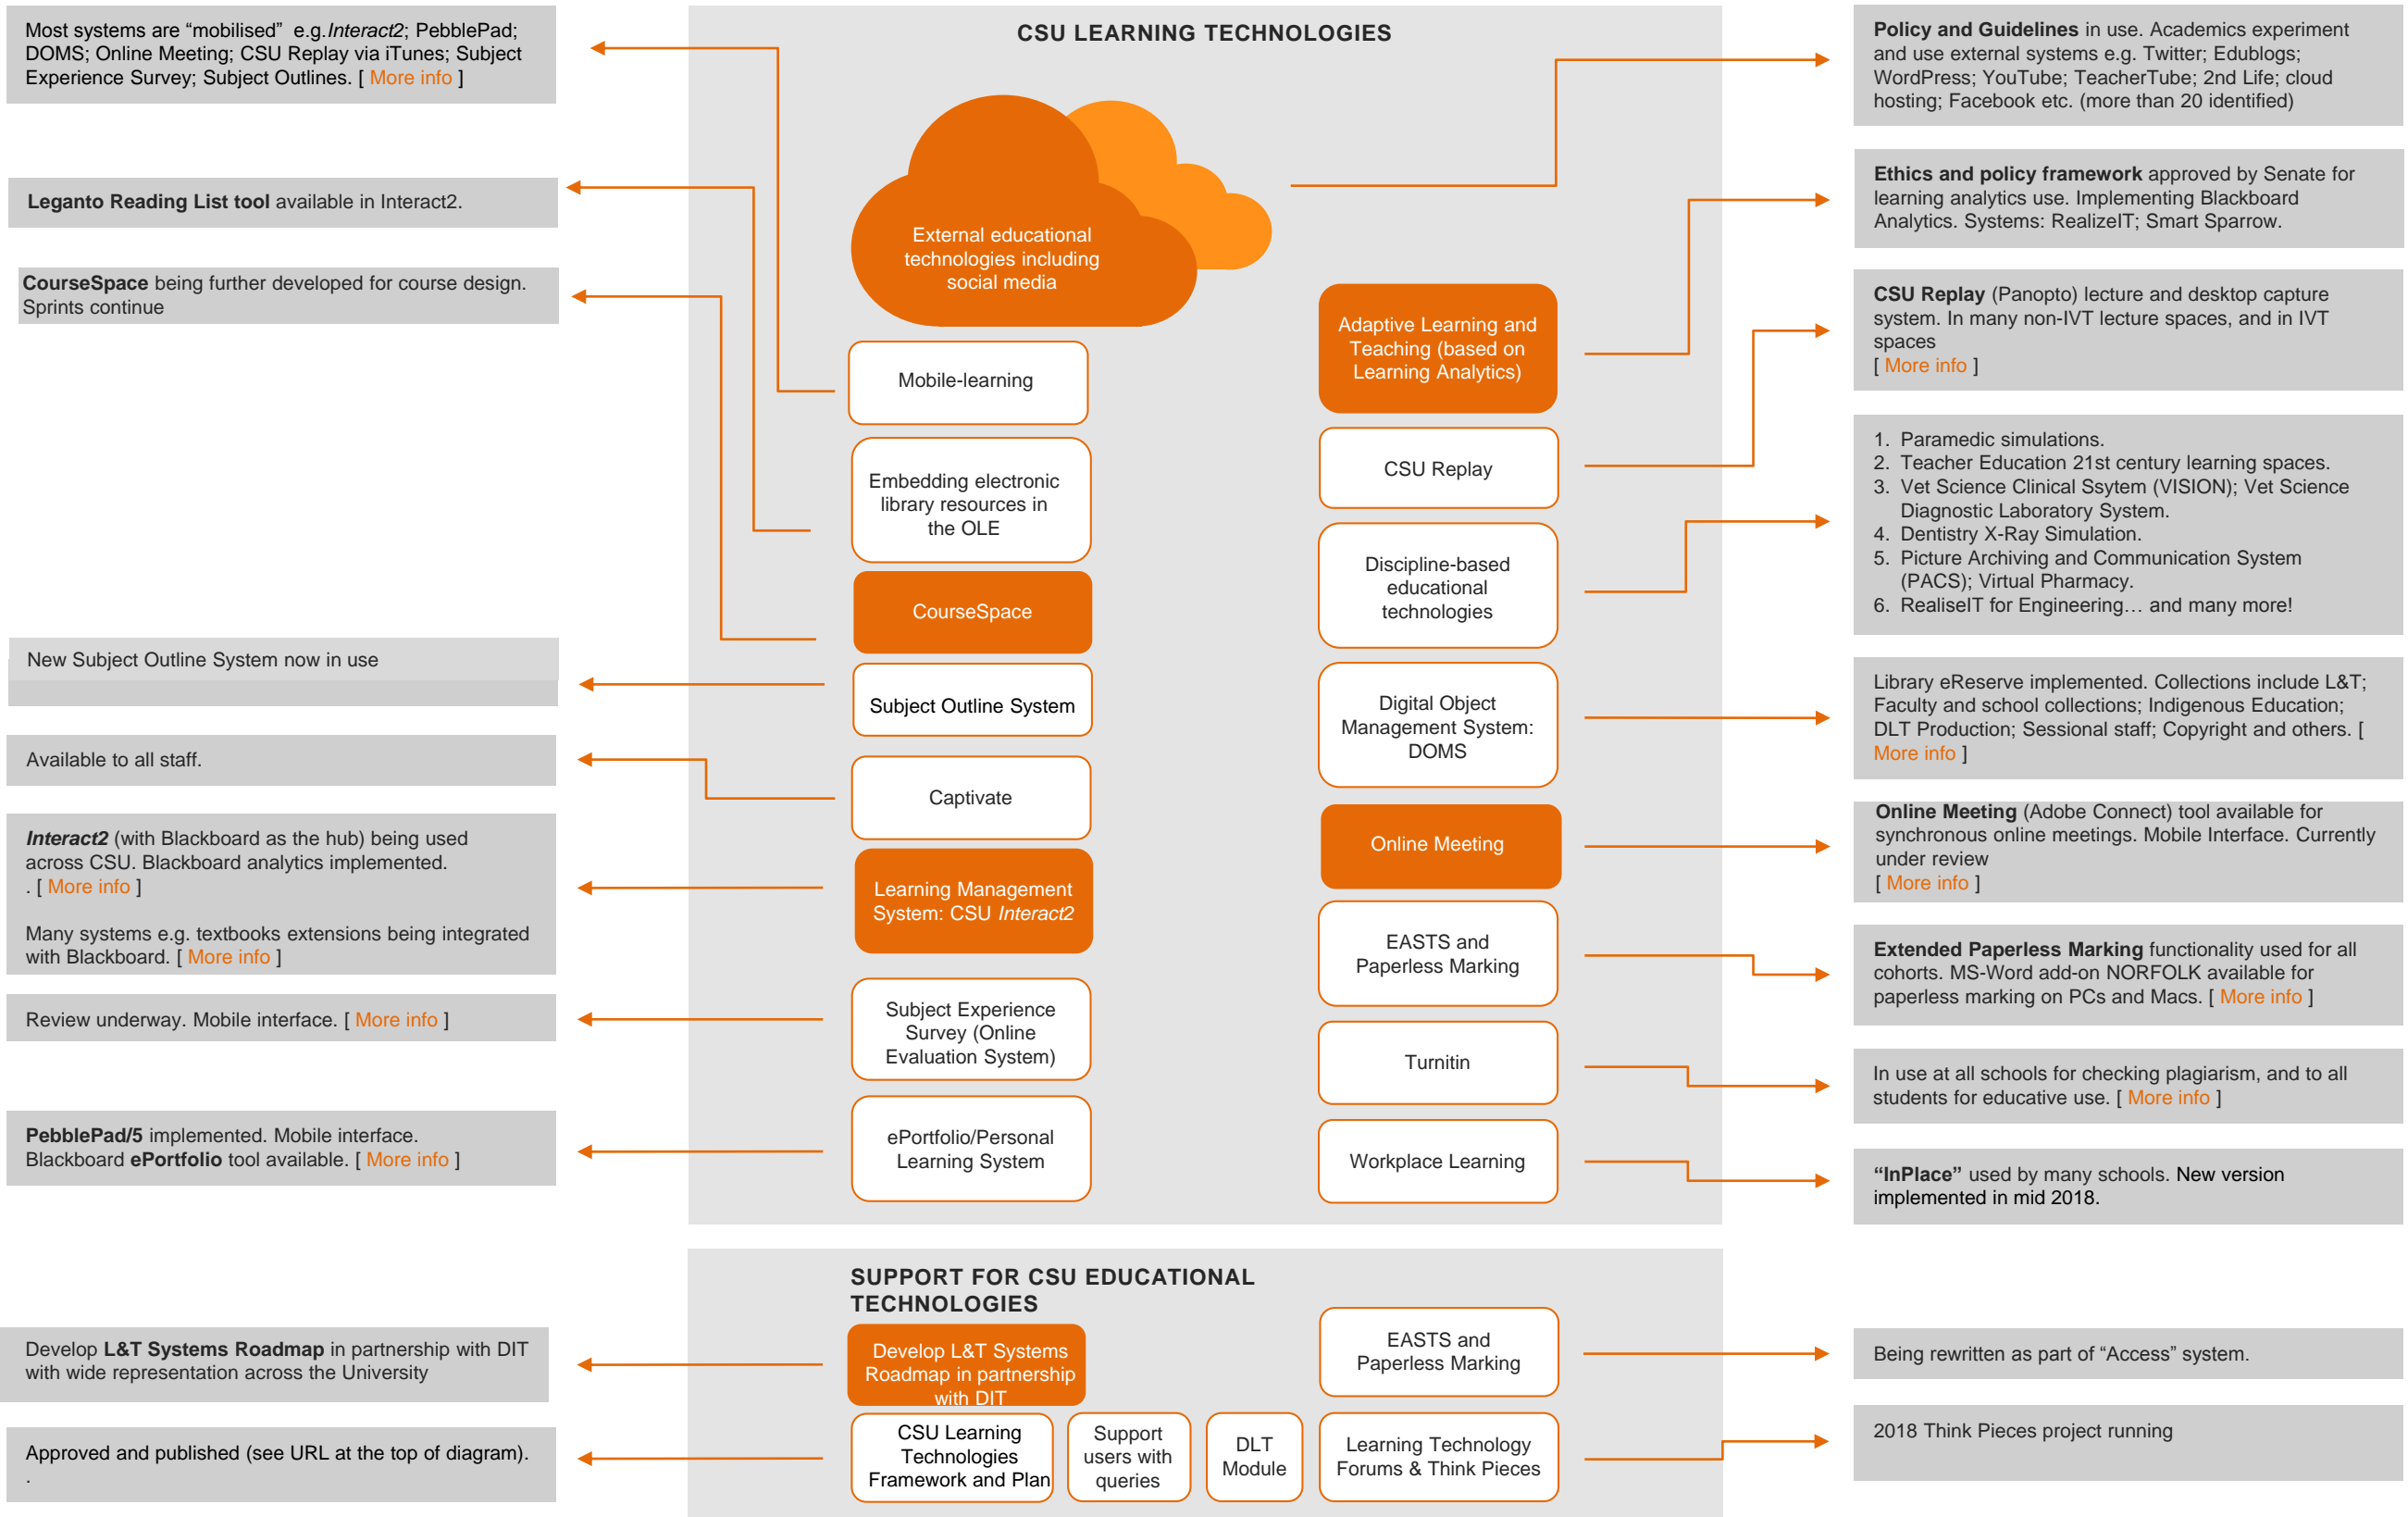 Most systems are “mobilised” e.g.Interact2; PebblePad;
DOMS; Online Meeting; CSU Replay via iTunes; Subject
Experience Survey; Subject Outlines. [ More info ]
Leganto Reading List tool available in Interact2.
CourseSpace being further developed for course design.
Sprints continue
New Subject Outline System now in use
Available to all staff.
Interact2 (with Blackboard as the hub) being used
across CSU. Blackboard analytics implemented.
. [ More info ]
Many systems e.g. textbooks extensions being integrated
with Blackboard. [ More info ]
Review underway. Mobile interface. [ More info ]
PebblePad/5 implemented. Mobile interface.
Blackboard ePortfolio tool available. [ More info ]
CSU LEARNING TECHNOLOGIES
External educational
technologies including
social media
Mobile-learning
Embedding electronic
library resources in
the OLE
CourseSpace
Subject Outline System
Captivate
Learning Management
System: CSU Interact2
Subject Experience
Survey (Online
Evaluation System)
ePortfolio/Personal
Learning System
Adaptive Learning and
Teaching (based on
Learning Analytics)
CSU Replay
Discipline-based
educational
technologies
Digital Object
Management System:
DOMS
Online Meeting
EASTS and
Paperless Marking
Turnitin
Workplace Learning
Policy and Guidelines in use. Academics experiment
and use external systems e.g. Twitter; Edublogs;
WordPress; YouTube; TeacherTube; 2nd Life; cloud
hosting; Facebook etc. (more than 20 identified)
Ethics and policy framework approved by Senate for
learning analytics use. Implementing Blackboard
Analytics. Systems: RealizeIT; Smart Sparrow.
CSU Replay (Panopto) lecture and desktop capture
system. In many non-IVT lecture spaces, and in IVT
spaces
[ More info ]
1. Paramedic simulations.
2. Teacher Education 21st century learning spaces.
3. Vet Science Clinical Ssytem (VISION); Vet Science
Diagnostic Laboratory System.
4. Dentistry X-Ray Simulation.
5. Picture Archiving and Communication System
(PACS); Virtual Pharmacy.
6. RealiseIT for Engineering… and many more!
Library eReserve implemented. Collections include L&T;
Faculty and school collections; Indigenous Education;
DLT Production; Sessional staff; Copyright and others. [
More info ]
Online Meeting (Adobe Connect) tool available for
synchronous online meetings. Mobile Interface. Currently
under review
[ More info ]
Extended Paperless Marking functionality used for all
cohorts. MS-Word add-on NORFOLK available for
paperless marking on PCs and Macs. [ More info ]
In use at all schools for checking plagiarism, and to all
students for educative use. [ More info ]
“InPlace” used by many schools. New version
implemented in mid 2018.
SUPPORT FOR CSU EDUCATIONAL
TECHNOLOGIES
Develop L&T Systems Roadmap in partnership with DIT
with wide representation across the University
Approved and published (see URL at the top of diagram).
.
Develop L&T Systems
Roadmap in partnership
with DIT
CSU Learning
Technologies
Framework and Plan
Support
users with
queries
DLT
Module
EASTS and
Paperless Marking
Learning Technology
Forums & Think Pieces
Being rewritten as part of “Access” system.
2018 Think Pieces project running